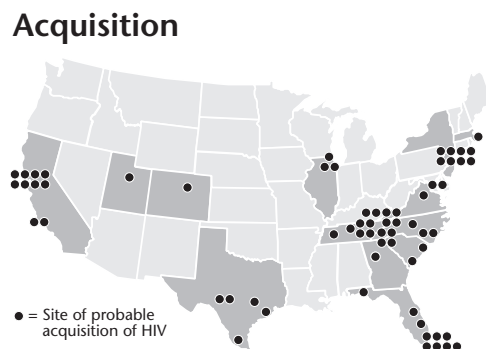 Acquisition
● = Site of probable
acquisition of HIV